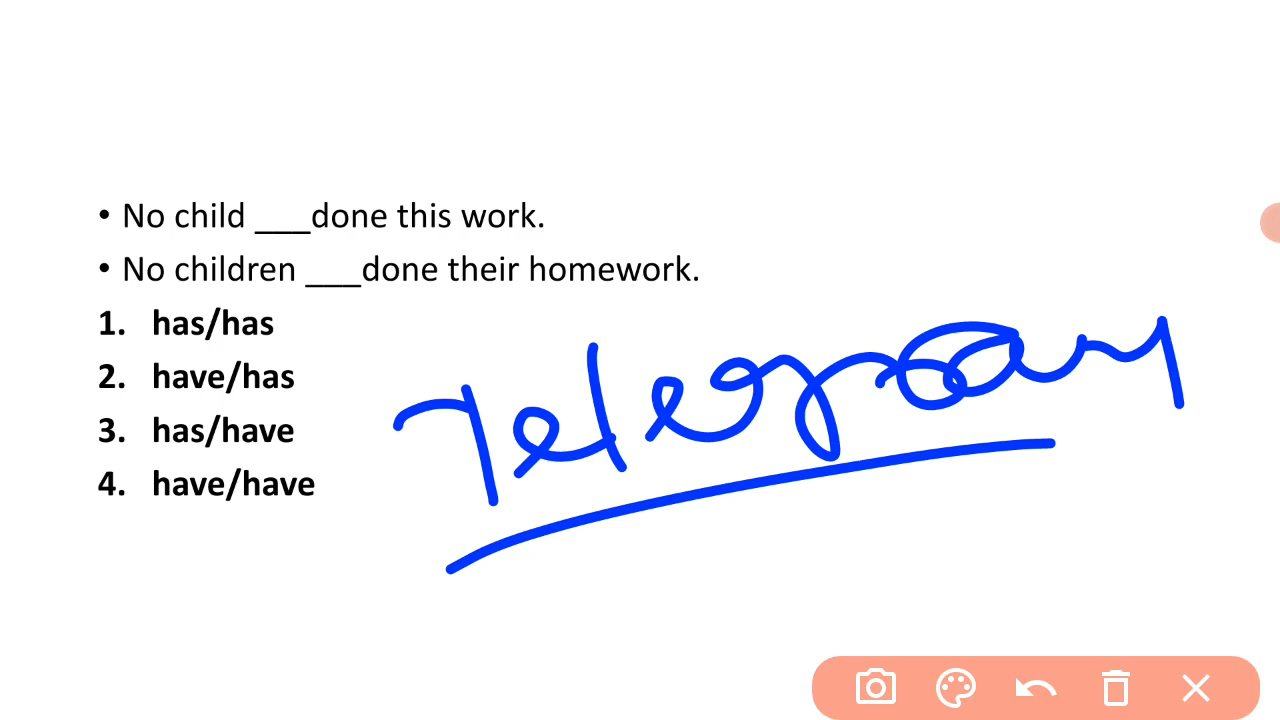 • No child ___done this work.
• No children ___done their homework.
1. has/has
2. have/has
3. has/have
4. have/have
Telegram